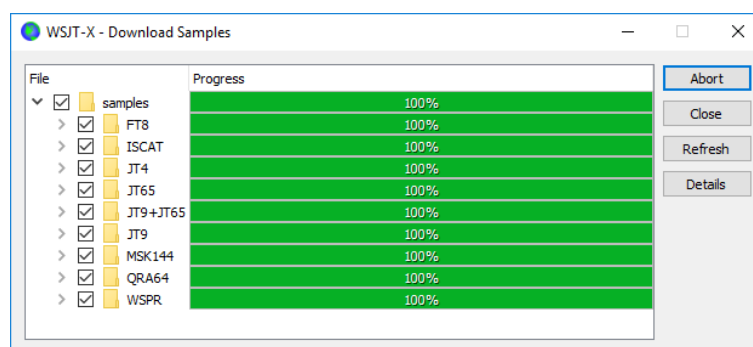 WSJT-X - Download Samples
File Progress
samples 100%
FT8 100%
ISCAT 100%
JT4 100%
JT65 100%
JT9+JT65 100%
JT9 100%
MSK144 100%
QRA64 100%
WSPR 100%
Abort
Close
Refresh
Details